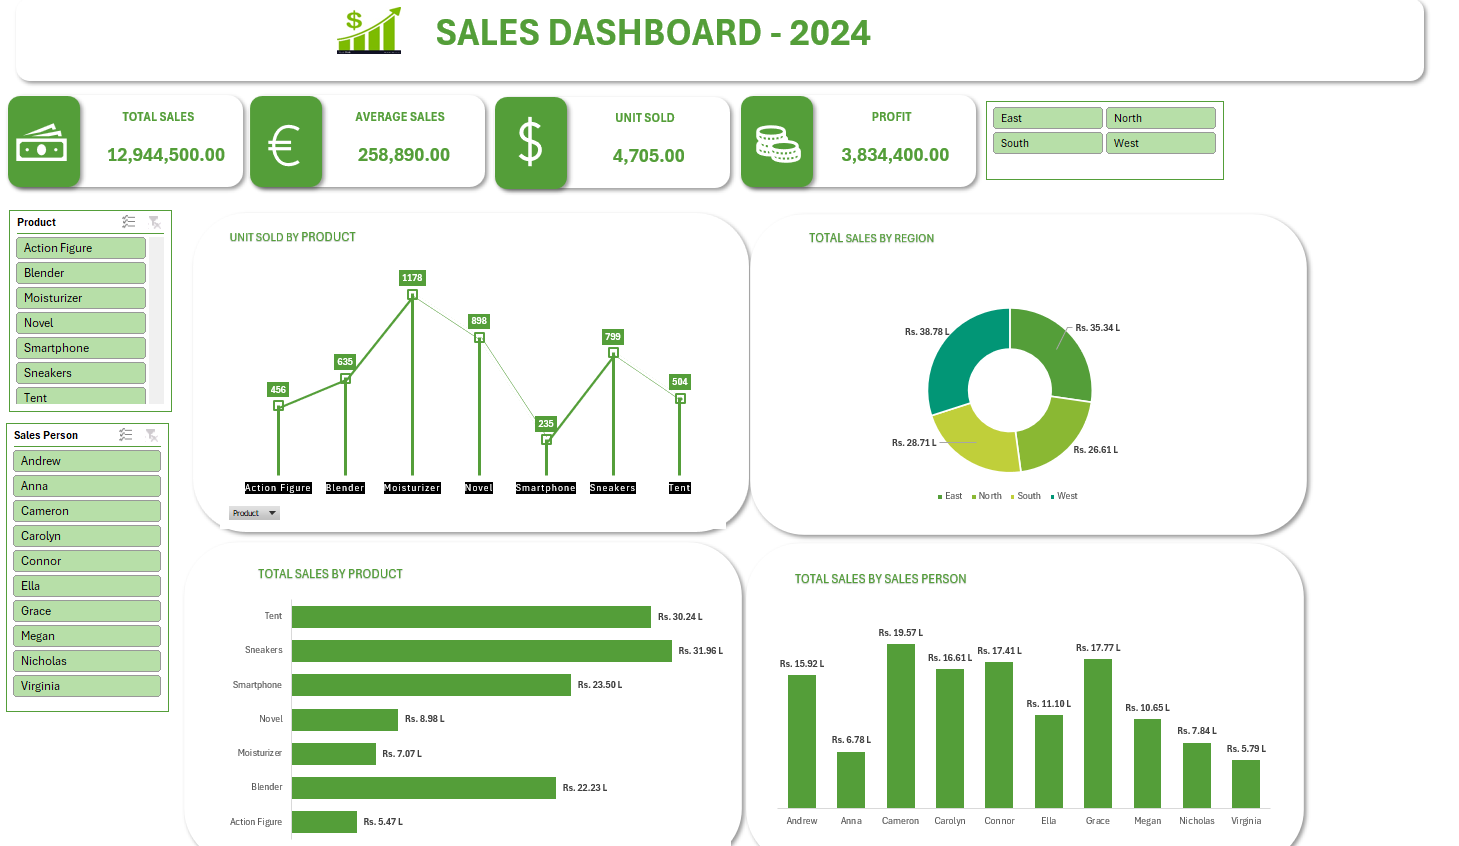 $
SALES DASHBOARD - 2024
TOTAL SALES
12,944,500.00
€
AVERAGE SALES
258,890.00
$
UNIT SOLD
4,705.00
PROFIT
3,834,400.00
East
North
South
West
Product
Action Figure
Blender
Moisturizer
Novel
Smartphone
Sneakers
Tent
Sales Person
Andrew
Anna
Cameron
Carolyn
Connor
Ella
Grace
Megan
Nicholas
Virginia
UNIT SOLD BY PRODUCT
456
635
1178
898
235
799
504
Action Figure
Blender
Moisturizer
Novel
Smartphone
Sneakers
Tent
Product
TOTAL SALES BY REGION
Rs. 38.78 L
Rs. 35.34 L
Rs. 28.71 L
Rs. 26.61 L
East
North
South
West
TOTAL SALES BY PRODUCT
Tent
Rs. 30.24 L
Sneakers
Rs. 31.96 L
Smartphone
Rs. 23.50 L
Novel
Rs. 8.98 L
Moisturizer
Rs. 7.07 L
Blender
Rs. 22.23 L
Action Figure
Rs. 5.47 L
TOTAL SALES BY SALES PERSON
Rs. 15.92 L
Rs. 6.78 L
Rs. 19.57 L
Rs. 16.61 L
Rs. 17.41 L
Rs. 11.10 L
Rs. 17.77 L
Rs. 10.65 L
Rs. 7.84 L
Rs. 5.79 L
Andrew
Anna
Cameron
Carolyn
Connor
Ella
Grace
Megan
Nicholas
Virginia